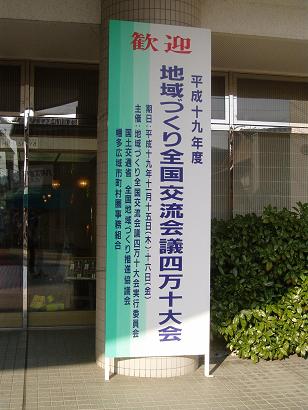 歓迎
平成十九年度
地域づくり全国交流会議四万十大会
期日:平成十九年十一月十五日(木)十六日(金)
主催:地域づくり全国交流会議四万十大会実行委員会
国土交通省 全国地域づくり推進協議会
幡多広域市町村圏事務組合